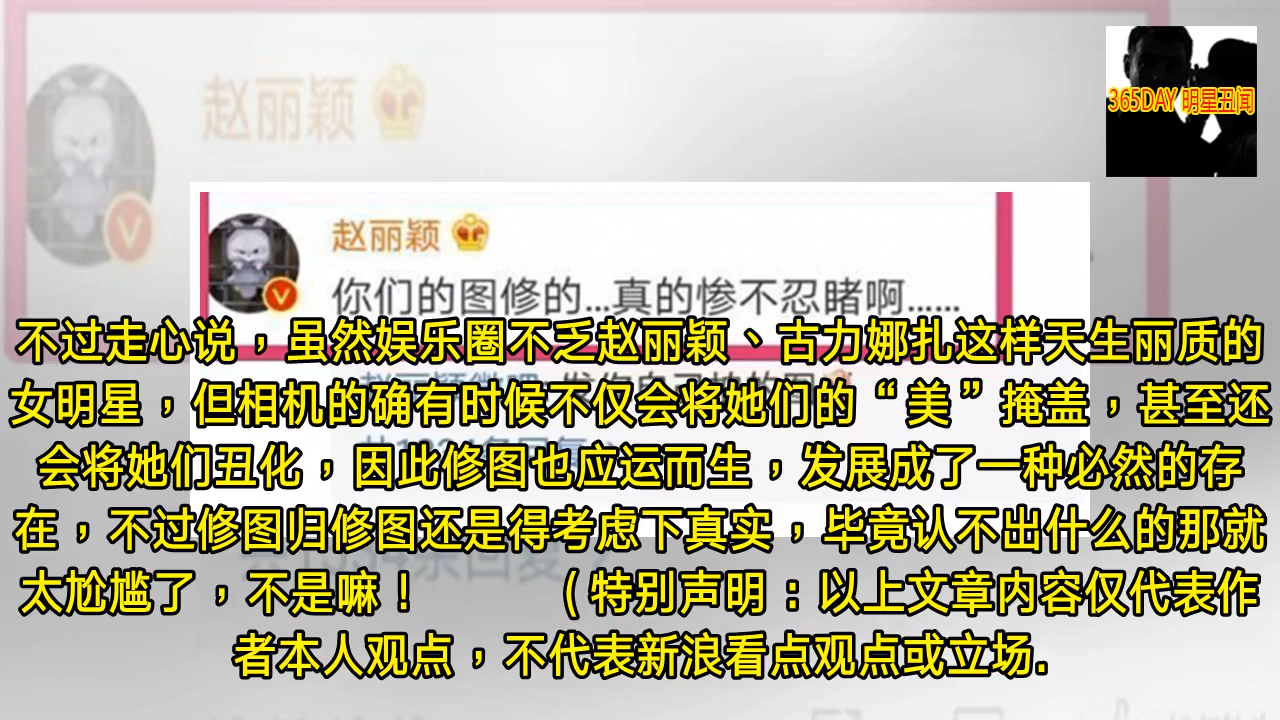 赵丽颖
365DAY 明星丑闻
赵丽颖
你们的图修的...真的惨不忍睹啊......
不过走心说，虽然娱乐圈不乏赵丽颖、古力娜扎这样天生丽质的
女明星，但相机的确有时候不仅会将她们的“美”掩盖，甚至还
会将她们丑化，因此修图也应运而生，发展成了一种必然的存
在，不过修图归修图还是得考虑下真实，毕竟认不出什么的那就
太尴尬了，不是嘛！ （特别声明：以上文章内容仅代表作
者本人观点，不代表新浪看点观点或立场.